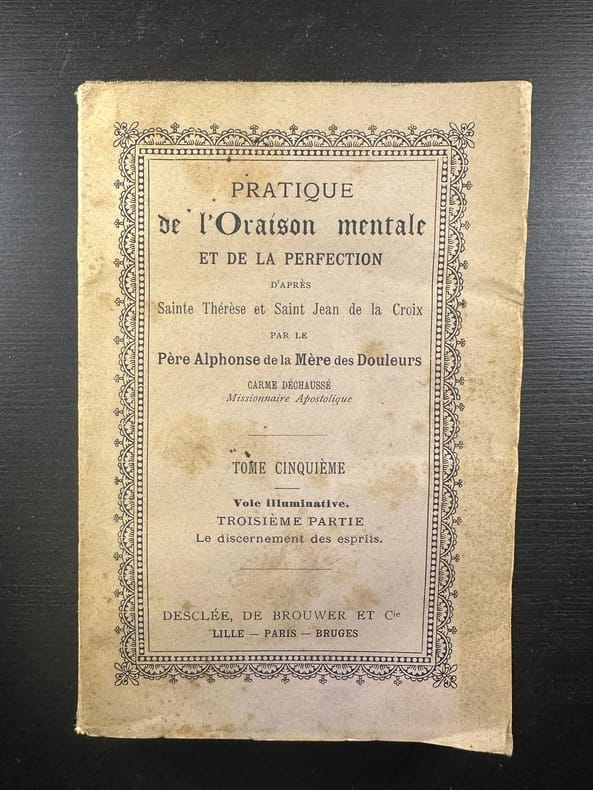 PRATIQUE
de l'Oraison mentale
ET DE LA PERFECTION
D'APRÈS
Sainte Thérèse et Saint Jean de la Croix
PAR LE
Père Alphonse de la Mère des Douleurs
CARME DÉCHAUSSÉ
Missionnaire Apostolique
TOME CINQUIÈME
Voie illuminative.
TROISIÈME PARTIE
Le discernement des esprits.
DESCLÉE, DE BROUWER ET Cie
LILLE — PARIS — BRUGES